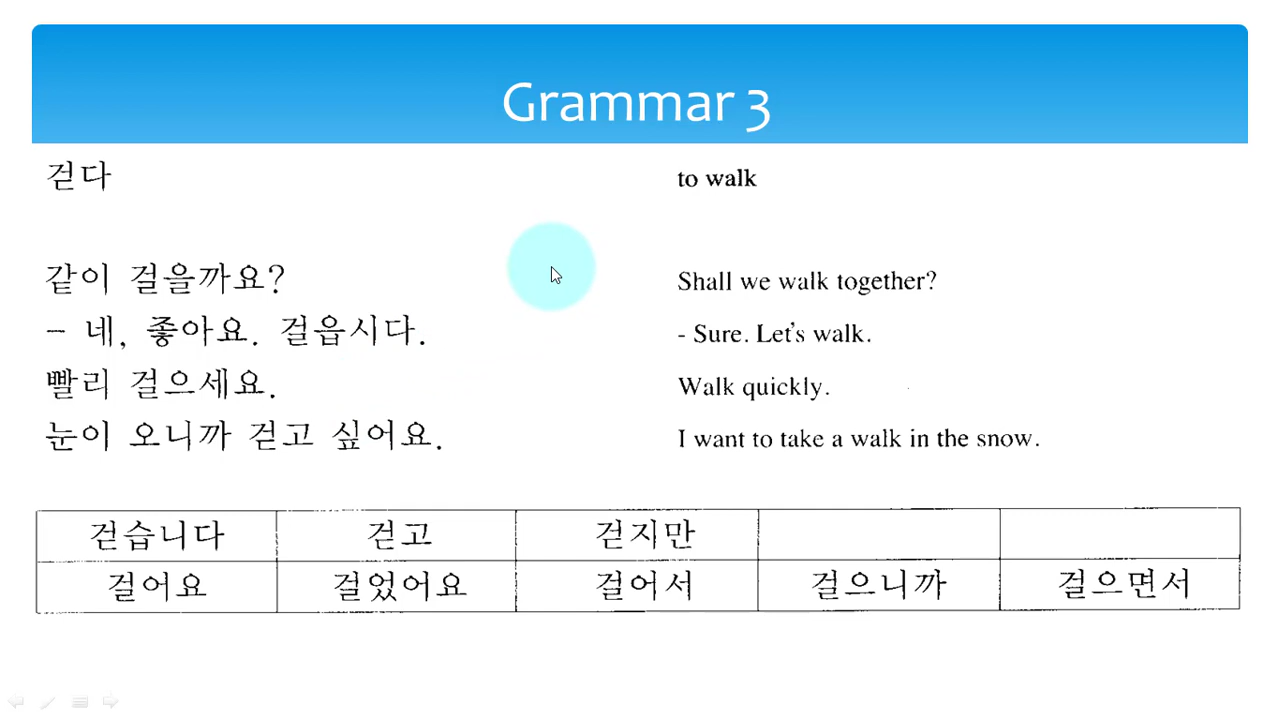 Grammar 3
걷다 to walk
같이 걸을까요? Shall we walk together?
- 네, 좋아요. 걸읍시다. - Sure. Let's walk.
빨리 걸으세요. Walk quickly.
눈이 오니까 걷고 싶어요. I want to take a walk in the snow.
걷습니다 걷고 걷지만
걸어요 걸었어요 걸어서 걸으니까 걸으면서